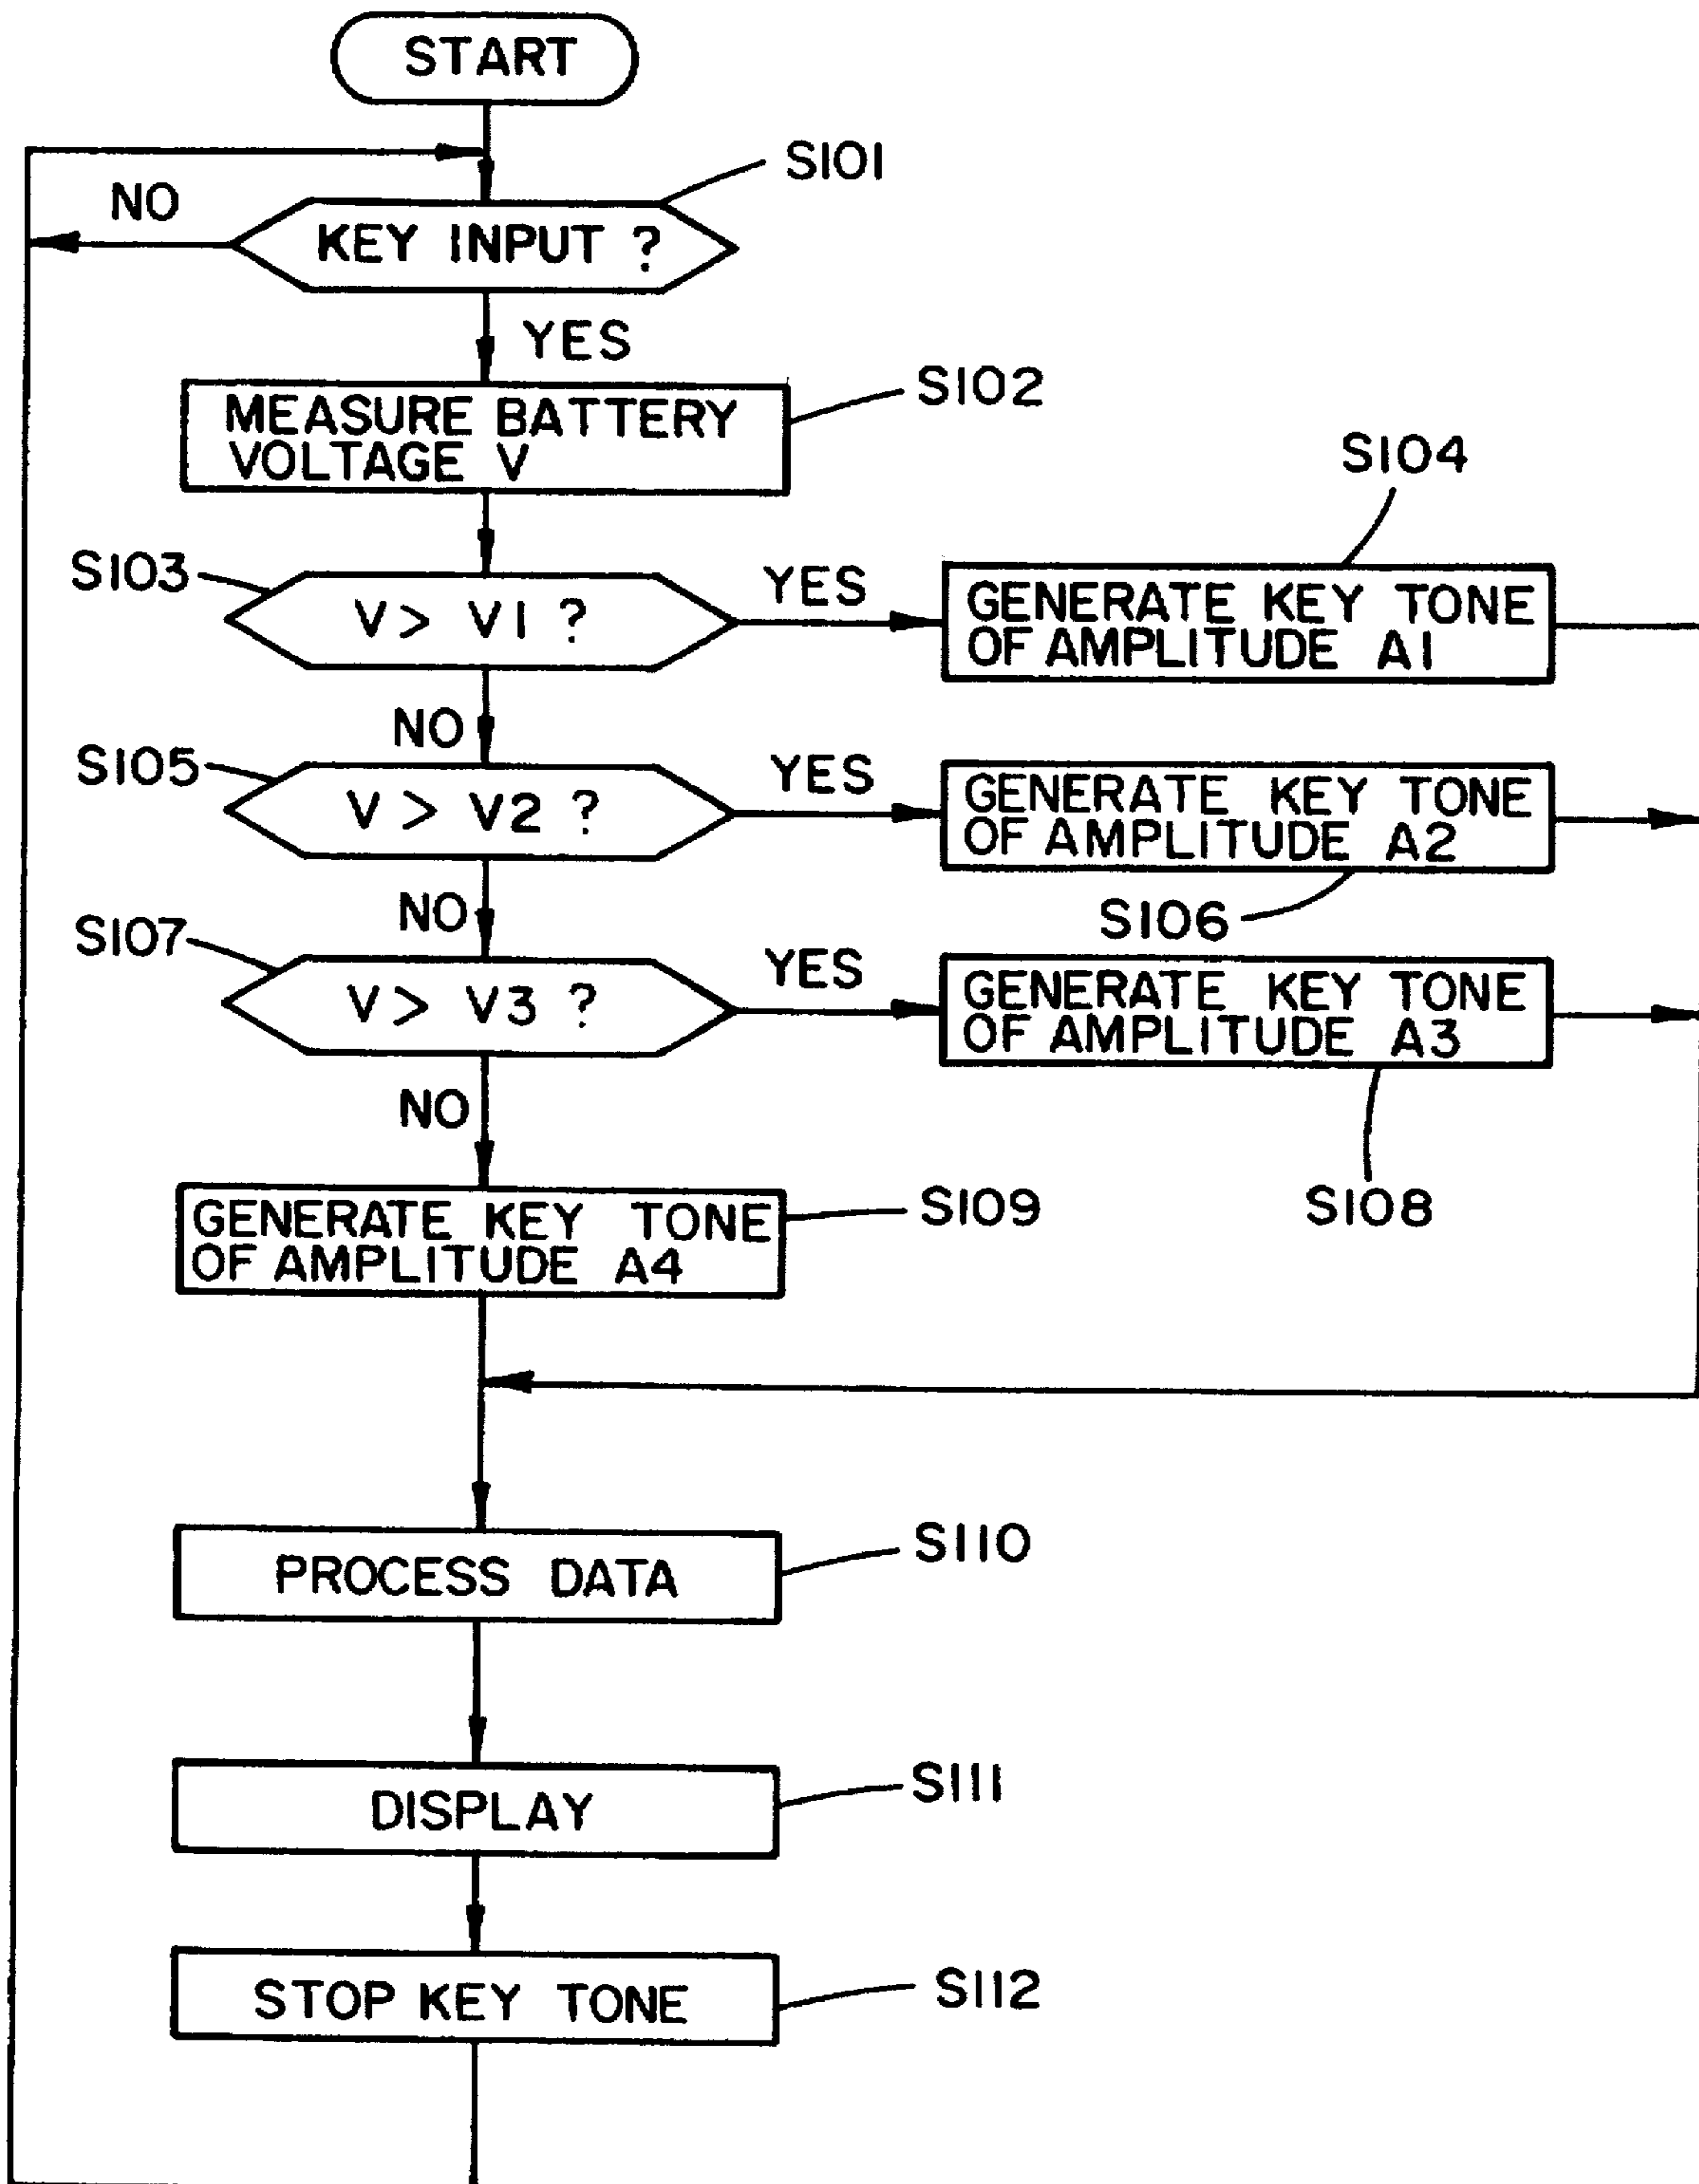 START
S101
NO
KEY INPUT ?
YES
S102
MEASURE BATTERY
VOLTAGE V
S104
S103
V > V1 ?
YES
GENERATE KEY TONE
OF AMPLITUDE A1
NO
S105
V > V2 ?
YES
GENERATE KEY TONE
OF AMPLITUDE A2
NO
S106
S107
V > V3 ?
YES
GENERATE KEY TONE
OF AMPLITUDE A3
NO
S108
GENERATE KEY TONE
OF AMPLITUDE A4
S109
PROCESS DATA
S110
DISPLAY
S111
STOP KEY TONE
S112